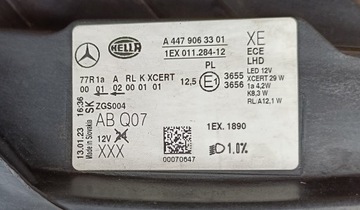 HELLA
A 447 906 33 01
1EX 011.284-12
XE
ECE
LHD
LED 12V
XCERT 29 W
1a 4,2W
K8,3 W
RL/A12,1 W
77R1a A RL K XCERT
00 01 02 00 01 01
PL
12,5
E1
3655
3656
SK
ZGS004
AB Q07
12V
XXX
13.01.23 16:36
Made in Slovakia
00070647
1EX. 1890
1.0%